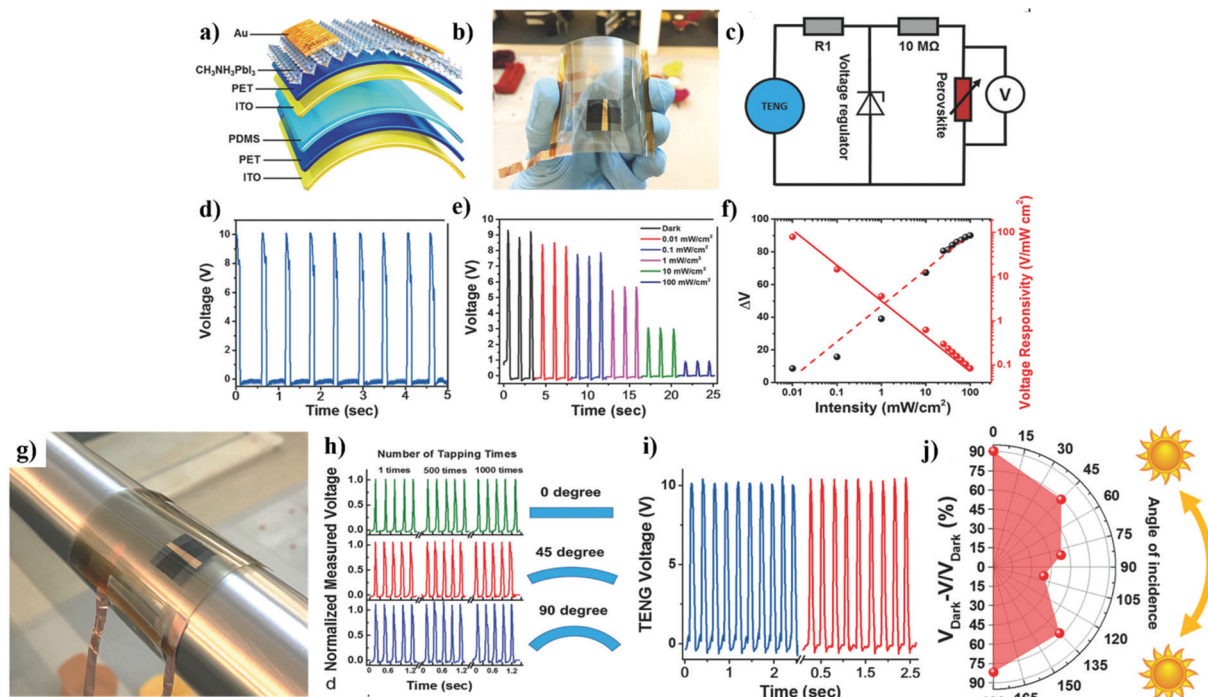 a)
Au
CH₃NH₃PbI₃
PET
ITO
PDMS
PET
ITO
b)
c)
R1
10 MΩ
TENG
Voltage regulator
Perovskite
V
d)
Voltage (V)
10
8
6
4
2
0
0 1 2 3 4 5
Time (sec)
e)
Voltage (V)
10
9
8
7
6
5
4
3
2
1
0
Dark
0.01 mW/cm²
0.1 mW/cm²
1 mW/cm²
10 mW/cm²
100 mW/cm²
0 5 10 15 20 25
Time (sec)
f)
ΔV
100
80
60
40
20
0
0.01 0.1 1 10 100
Intensity (mW/cm²)
100
10
1
0.1
Voltage Responsivity (V/mW cm²)
g)
h)
Number of Tapping Times
1 times 500 times 1000 times
Normalized Measured Voltage
1.0
0.5
0.0
1.0
0.5
0.0
1.0
0.5
0.0
0 0.6 1.2 0 0.6 1.2 0 0.6 1.2
Time (sec)
0 degree
45 degree
90 degree
i)
TENG Voltage (V)
10
5
0
0 1 2 0.5 1 1.5 2 2.5
Time (sec)
j)
V_Dark-V/V_Dark (%)
90
75
60
45
30
15
0
15
30
45
60
75
90
0
15
30
45
60
75
90
105
120
135
150
165
Angle of incidence